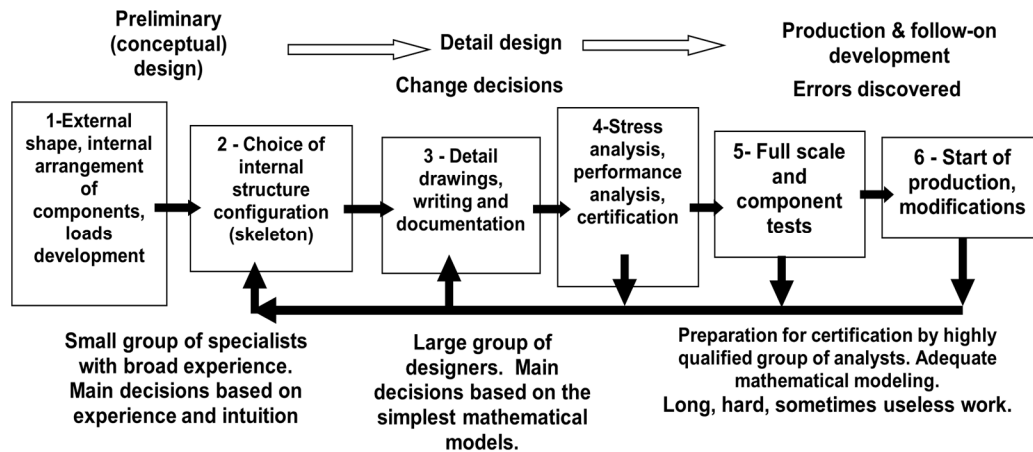 Preliminary
(conceptual)
design)
Detail design
Production & follow-on
development
Change decisions
Errors discovered
1-External
shape, internal
arrangement
of
components,
loads
development
2 - Choice of
internal
structure
configuration
(skeleton)
3 - Detail
drawings,
writing and
documentation
4-Stress
analysis,
performance
analysis,
certification
5- Full scale
and
component
tests
6 - Start of
production,
modifications
Small group of specialists
with broad experience.
Main decisions based on
experience and intuition
Large group of
designers. Main
decisions based on the
simplest mathematical
models.
Preparation for certification by highly
qualified group of analysts. Adequate
mathematical modeling.
Long, hard, sometimes useless work.